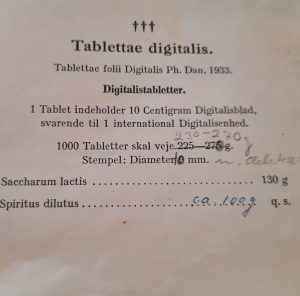 †††
Tablettae digitalis.
Tablettae folii Digitalis Ph. Dan. 1933.
Digitalistabletter.
1 Tablet indeholder 10 Centigram Digitalisblad,
svarende til 1 international Digitalisenhed.
230-270 g
1000 Tabletter skal veje 225-275 g.
Stempel: Diameter 10 mm.
Saccharum lactis 130 g
Spiritus dilutus ca. 100 g q. s.